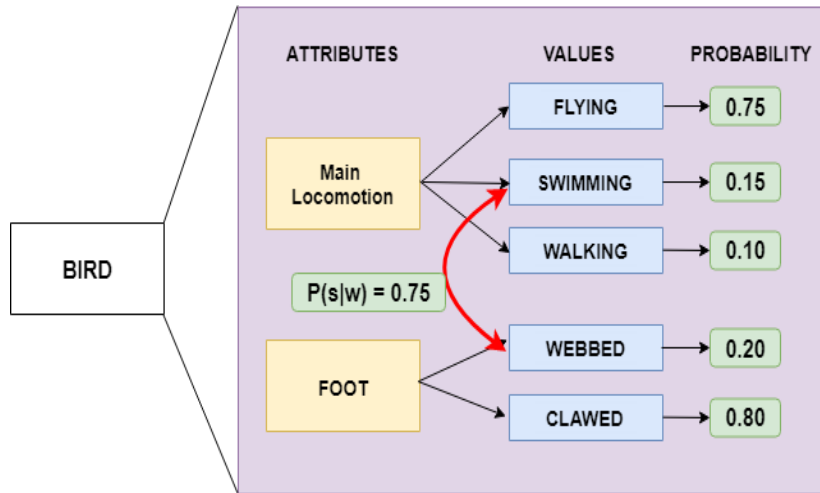 ATTRIBUTES VALUES PROBABILITY
FLYING 0.75
Main
Locomotion
SWIMMING 0.15
BIRD
WALKING 0.10
P(s|w) = 0.75
WEBBED 0.20
FOOT
CLAWED 0.80